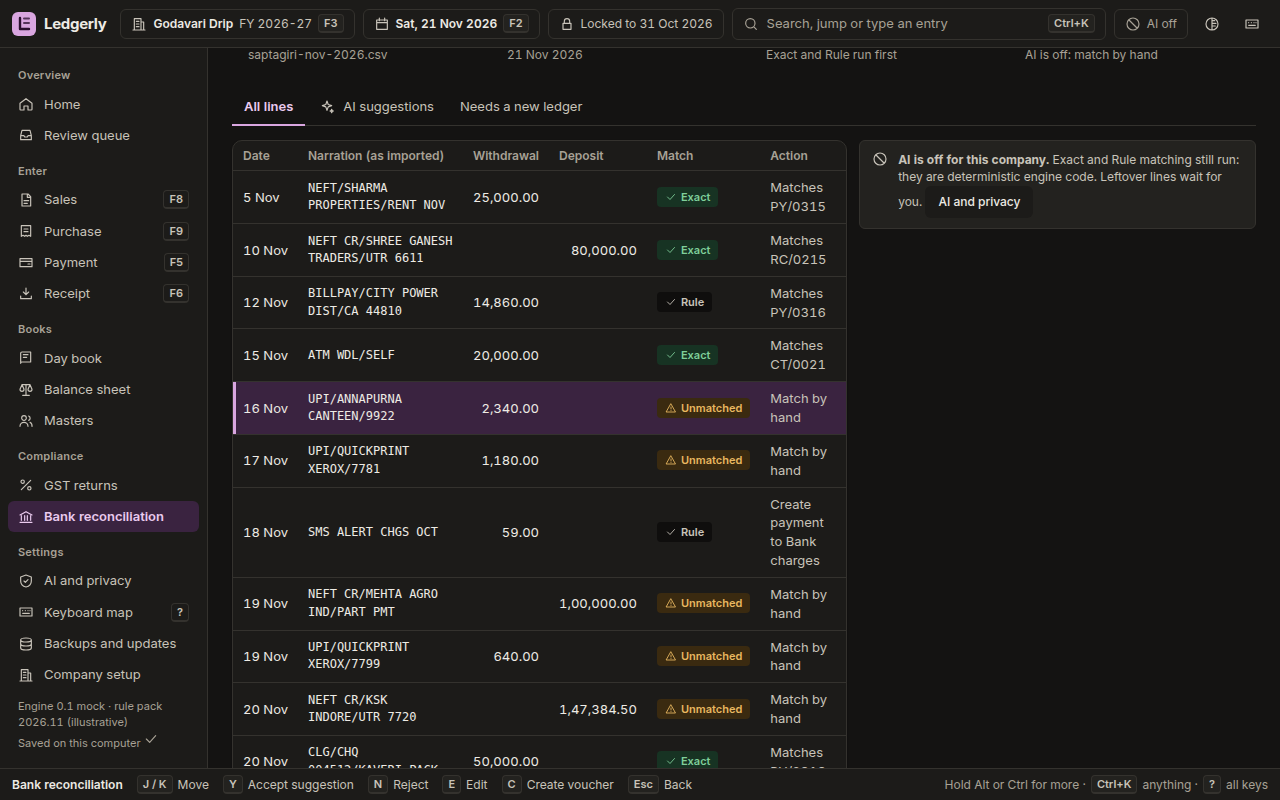 Ledgerly
Godavari Drip FY 2026-27 F3
Sat, 21 Nov 2026 F2
Locked to 31 Oct 2026
Search, jump or type an entry Ctrl+K
AI off
Overview
Home
Review queue
Enter
Sales F8
Purchase F9
Payment F5
Receipt F6
Books
Day book
Balance sheet
Masters
Compliance
GST returns
Bank reconciliation
Settings
AI and privacy
Keyboard map ?
Backups and updates
Company setup
Engine 0.1 mock · rule pack
2026.11 (illustrative)
Saved on this computer
saptagiri-nov-2026.csv 21 Nov 2026 Exact and Rule run first AI is off: match by hand
All lines AI suggestions Needs a new ledger
Date Narration (as imported) Withdrawal Deposit Match Action
5 Nov NEFT/SHARMA PROPERTIES/RENT NOV 25,000.00 Exact Matches PY/0315
10 Nov NEFT CR/SHREE GANESH TRADERS/UTR 6611 80,000.00 Exact Matches RC/0215
12 Nov BILLPAY/CITY POWER DIST/CA 44810 14,860.00 Rule Matches PY/0316
15 Nov ATM WDL/SELF 20,000.00 Exact Matches CT/0021
16 Nov UPI/ANNAPURNA CANTEEN/9922 2,340.00 Unmatched Match by hand
17 Nov UPI/QUICKPRINT XEROX/7781 1,180.00 Unmatched Match by hand
18 Nov SMS ALERT CHGS OCT 59.00 Rule Create payment to Bank charges
19 Nov NEFT CR/MEHTA AGRO IND/PART PMT 1,00,000.00 Unmatched Match by hand
19 Nov UPI/QUICKPRINT XEROX/7799 640.00 Unmatched Match by hand
20 Nov NEFT CR/KSK INDORE/UTR 7720 1,47,384.50 Unmatched Match by hand
20 Nov CLG/CHQ 50,000.00 Exact Matches
AI is off for this company. Exact and Rule matching still run:
they are deterministic engine code. Leftover lines wait for
you. AI and privacy
Bank reconciliation J / K Move Y Accept suggestion N Reject E Edit C Create voucher Esc Back
Hold Alt or Ctrl for more · Ctrl+K anything · ? all keys